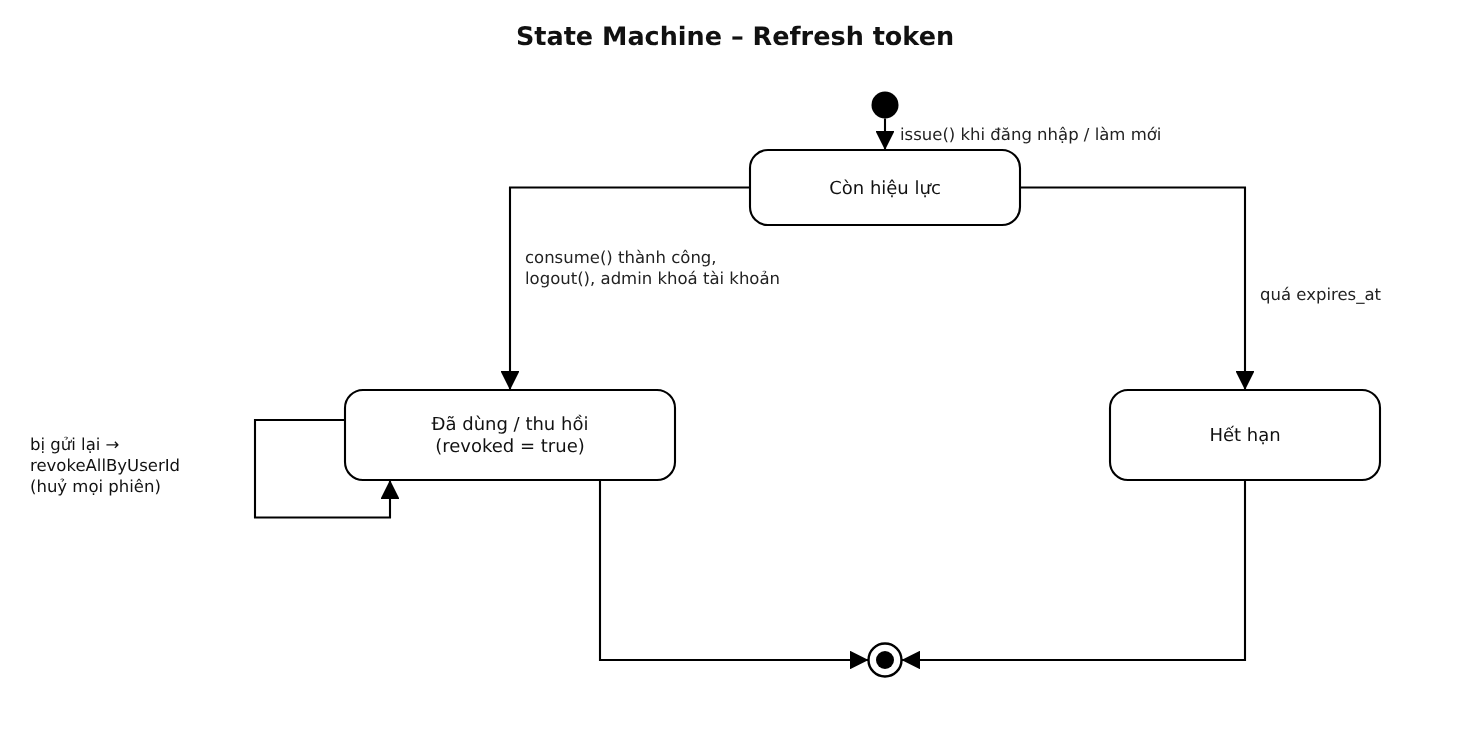 State Machine – Refresh token
issue() khi đăng nhập / làm mới
Còn hiệu lực
consume() thành công,
logout(), admin khoá tài khoản
quá expires_at
Đã dùng / thu hồi
(revoked = true)
Hết hạn
bị gửi lại →
revokeAllByUserId
(huỷ mọi phiên)